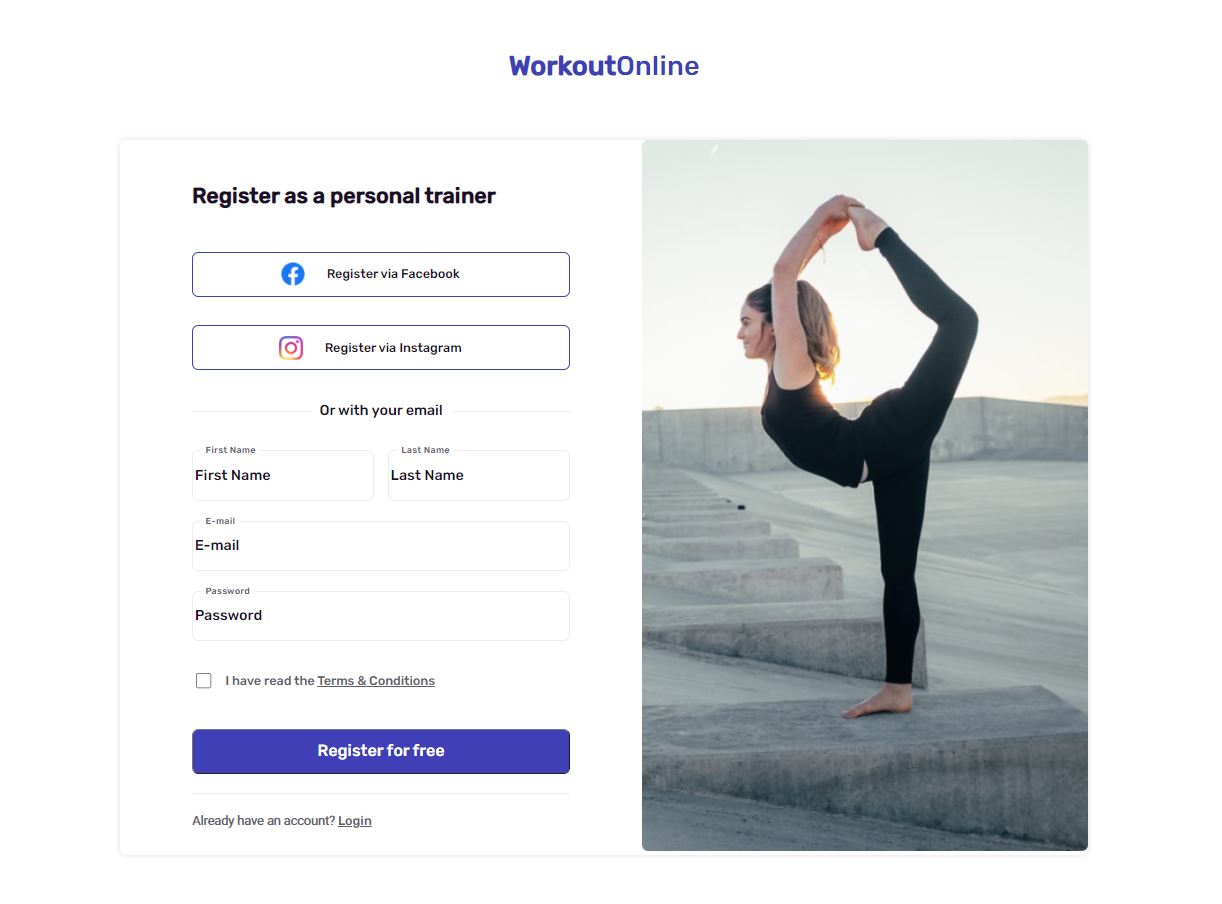 WorkoutOnline
Register as a personal trainer
Register via Facebook
Register via Instagram
Or with your email
First Name
Last Name
First Name
Last Name
E-mail
E-mail
Password
Password
I have read the Terms & Conditions
Register for free
Already have an account? Login